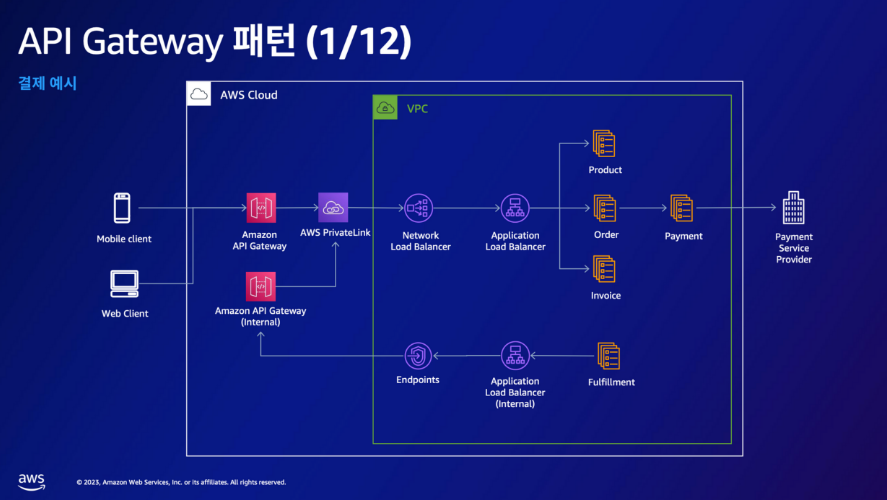 API Gateway 패턴 (1/12)
결제 예시
AWS Cloud
VPC
Product
Mobile client
Amazon
API Gateway
AWS PrivateLink
Network
Load Balancer
Application
Load Balancer
Order
Payment
Payment
Service
Provider
Web Client
Amazon API Gateway
(Internal)
Invoice
Endpoints
Application
Load Balancer
(Internal)
Fulfillment
aws
© 2023, Amazon Web Services, Inc. or its affiliates. All rights reserved.